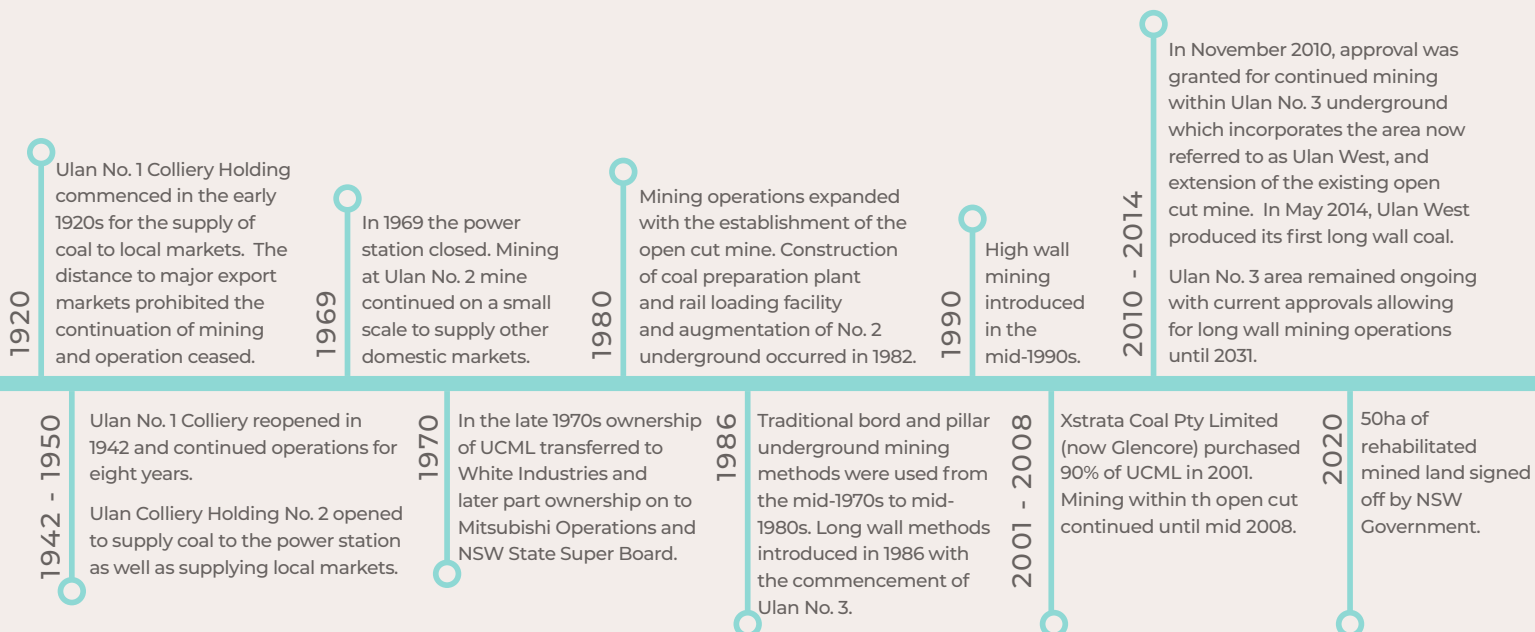 1920
Ulan No. 1 Colliery Holding
commenced in the early
1920s for the supply of
coal to local markets.  The
distance to major export
markets prohibited the
continuation of mining
and operation ceased.
1942 - 1950
Ulan No. 1 Colliery reopened in
1942 and continued operations for
eight years.
Ulan Colliery Holding No. 2 opened
to supply coal to the power station
as well as supplying local markets.
1969
In 1969 the power
station closed. Mining
at Ulan No. 2 mine
continued on a small
scale to supply other
domestic markets.
1970
In the late 1970s ownership
of UCML transferred to
White Industries and
later part ownership on to
Mitsubishi Operations and
NSW State Super Board.
1980
Mining operations expanded
with the establishment of the
open cut mine. Construction
of coal preparation plant
and rail loading facility
and augmentation of No. 2
underground occurred in 1982.
1986
Traditional bord and pillar
underground mining
methods were used from
the mid-1970s to mid-
1980s. Long wall methods
introduced in 1986 with
the commencement of
Ulan No. 3.
1990
High wall
mining
introduced
in the
mid-1990s.
2001 - 2008
Xstrata Coal Pty Limited
(now Glencore) purchased
90% of UCML in 2001.
Mining within th open cut
continued until mid 2008.
2010 - 2014
In November 2010, approval was
granted for continued mining
within Ulan No. 3 underground
which incorporates the area now
referred to as Ulan West, and
extension of the existing open
cut mine.  In May 2014, Ulan West
produced its first long wall coal.
Ulan No. 3 area remained ongoing
with current approvals allowing
for long wall mining operations
until 2031.
2020
50ha of
rehabilitated
mined land signed
off by NSW
Government.